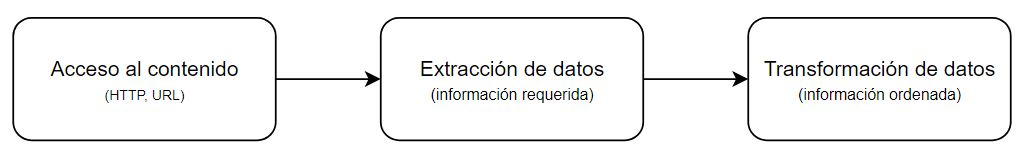 Acceso al contenido
(HTTP, URL)
Extracción de datos
(información requerida)
Transformación de datos
(información ordenada)